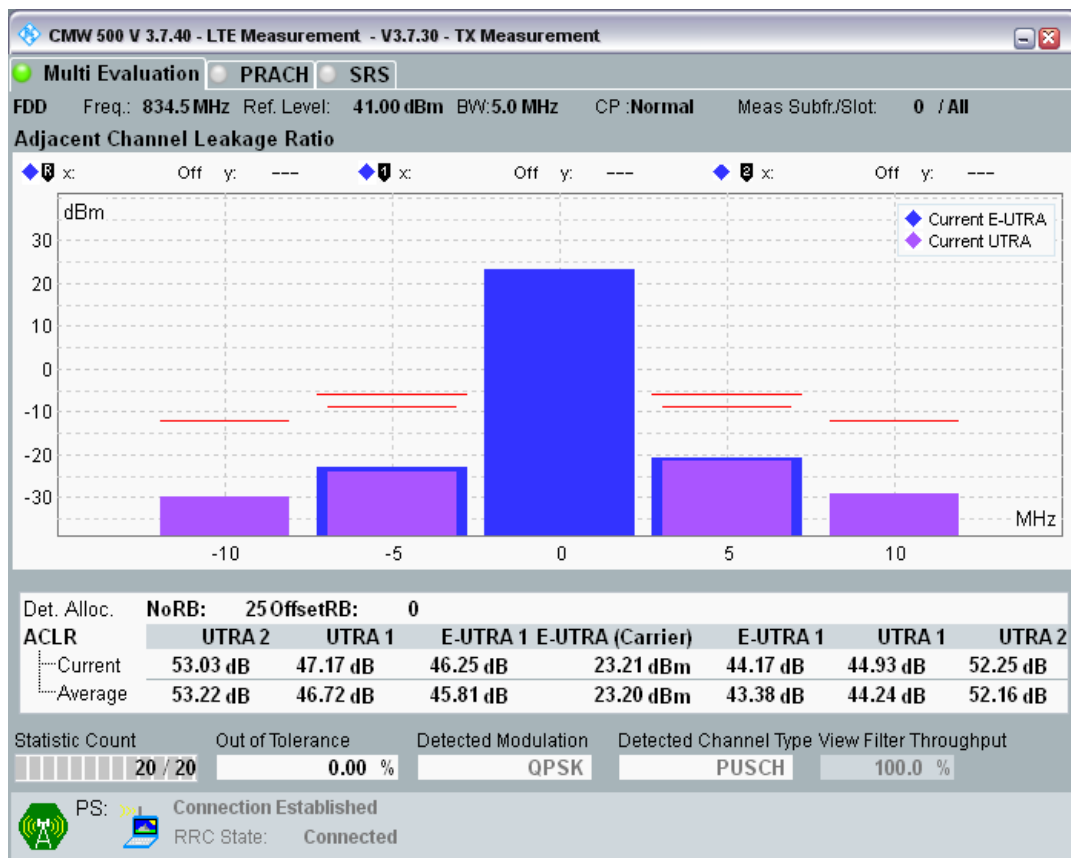 CMW 500 V 3.7.40 - LTE Measurement - V3.7.30 - TX Measurement
Multi Evaluation PRACH SRS
FDD Freq.: 834.5 MHz Ref. Level: 41.00 dBm BW:5.0 MHz CP :Normal Meas Subfr./Slot: 0 / All
Adjacent Channel Leakage Ratio
R x: Off y: --- 1 x: Off y: --- 2 x: Off y: ---
dBm
Current E-UTRA
Current UTRA
30
20
10
0
-10
-20
-30
MHz
-10 -5 0 5 10
Det. Alloc. NoRB: 25 OffsetRB: 0
ACLR UTRA 2 UTRA 1 E-UTRA 1 E-UTRA (Carrier) E-UTRA 1 UTRA 1 UTRA 2
Current 53.03 dB 47.17 dB 46.25 dB 23.21 dBm 44.17 dB 44.93 dB 52.25 dB
Average 53.22 dB 46.72 dB 45.81 dB 23.20 dBm 43.38 dB 44.24 dB 52.16 dB
Statistic Count Out of Tolerance Detected Modulation Detected Channel Type View Filter Throughput
20 / 20 0.00 % QPSK PUSCH 100.0 %
PS: Connection Established
RRC State: Connected